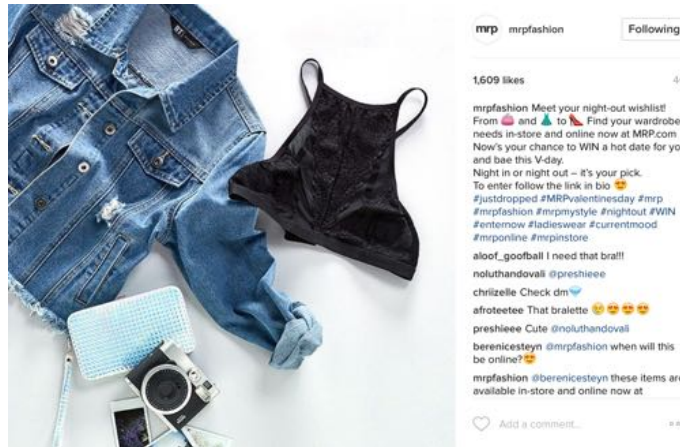 mrp mrpfashion Following
1,609 likes
mrpfashion Meet your night-out wishlist!
From 👛 and 👗 to 👠 Find your wardrobe
needs in-store and online now at MRP.com
Now's your chance to WIN a hot date for yo
and bae this V-day.
Night in or night out – it's your pick.
To enter follow the link in bio 😍
#justdropped #MRPvalentinesday #mrp
#mrpfashion #mrpmystyle #nightout #WIN
#enternow #ladieswear #currentmood
#mrponline #mrpinstore
aloof_goofball I need that bra!!!
noluthandovali @preshieee
chriizelle Check dm
afroteetee That bralette 😍😍😍
preshieee Cute @noluthandovali
berenicesteyn @mrpfashion when will this
be online?😍
mrpfashion @berenicesteyn these items are
available in-store and online now at
Add a comment...